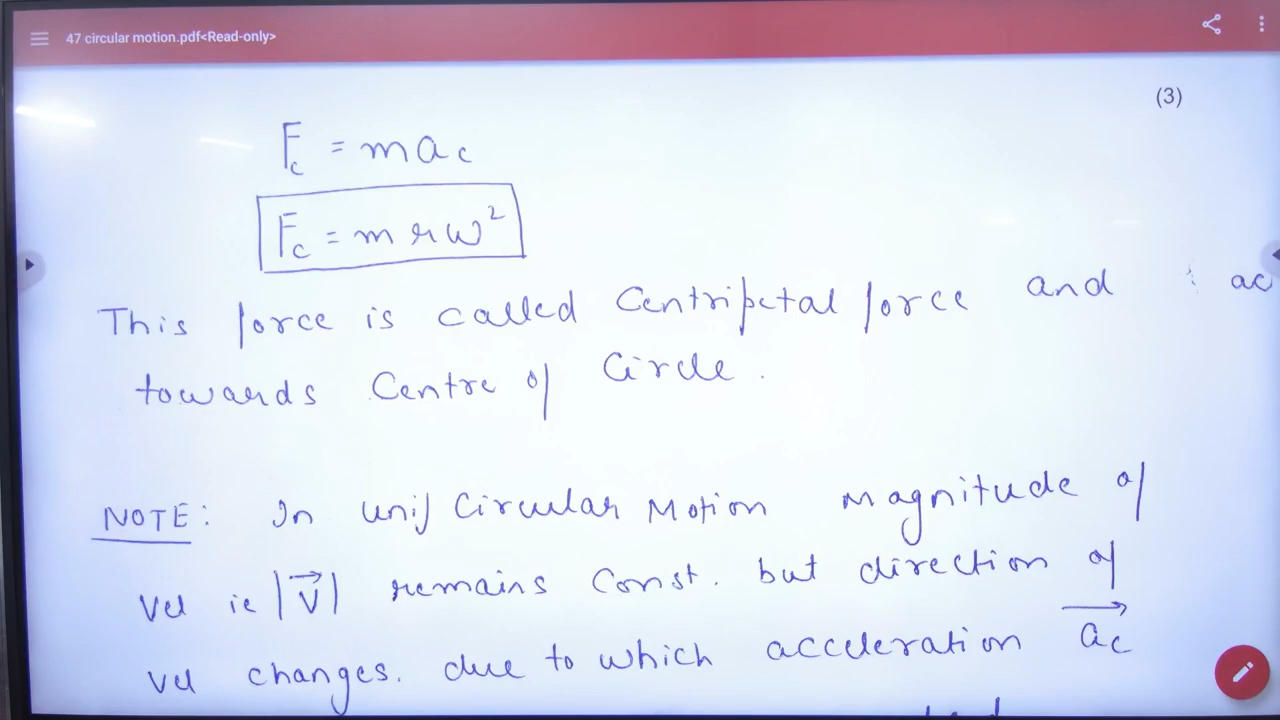 47 circular motion.pdf<Read-only>
(3)
Fc = mac
Fc = mrω²
This force is called Centripetal force and ac
towards Centre of Circle.
NOTE: In unif Circular Motion magnitude of
vel ie |v⃗| remains Const. but direction of
vel changes. due to which acceleration a⃗c